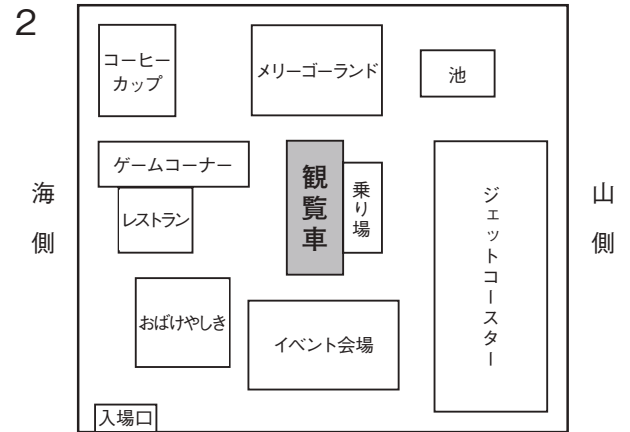 2
コーヒー
カップ
メリーゴーランド
池
ゲームコーナー
レストラン
観覧車
乗り場
ジェットコースター
海側
山側
おばけやしき
イベント会場
入場口